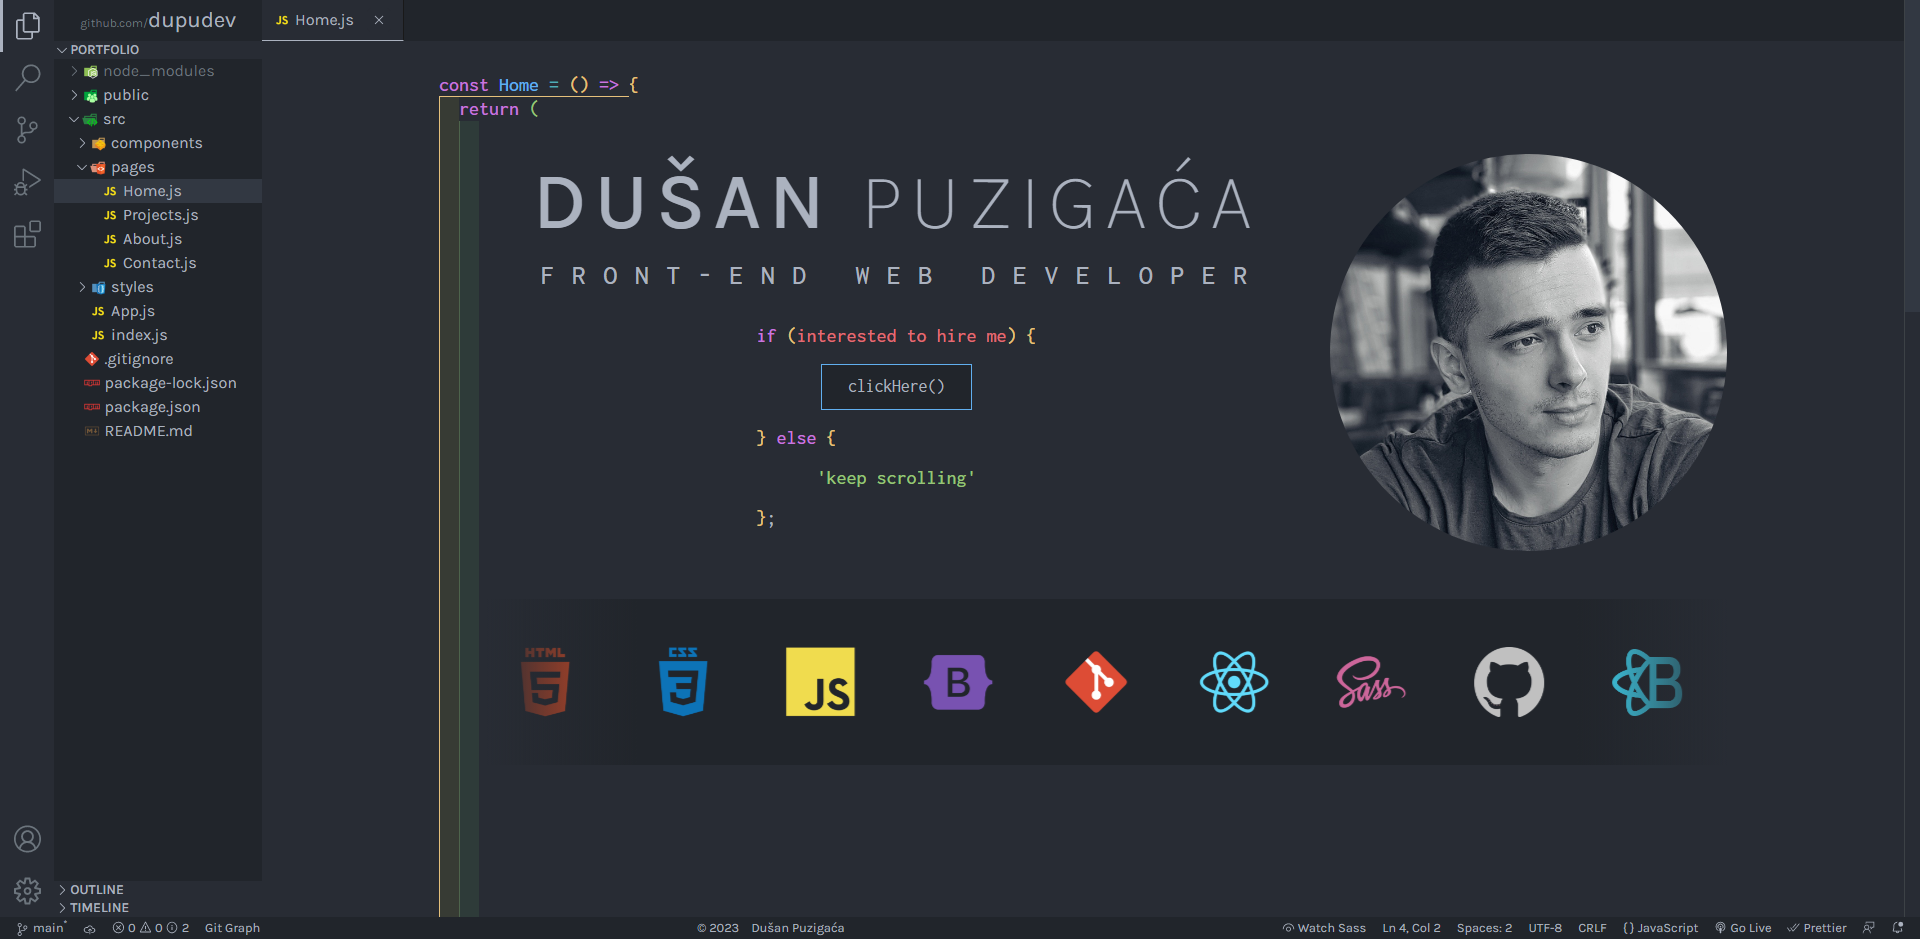 github.com/dupudev
JS Home.js
PORTFOLIO
node_modules
public
src
components
pages
JS Home.js
JS Projects.js
JS About.js
JS Contact.js
styles
JS App.js
JS index.js
.gitignore
package-lock.json
package.json
README.md
OUTLINE
TIMELINE
const Home = () => {
return (
DUŠAN PUZIGAĆA
FRONT-END WEB DEVELOPER
if (interested to hire me) {
clickHere()
} else {
'keep scrolling'
};
HTML 5
CSS 3
JS
B
Sass
B
main* 0 0 2 Git Graph
© 2023 Dušan Puzigaća
Watch Sass Ln 4, Col 2 Spaces: 2 UTF-8 CRLF {} JavaScript Go Live Prettier